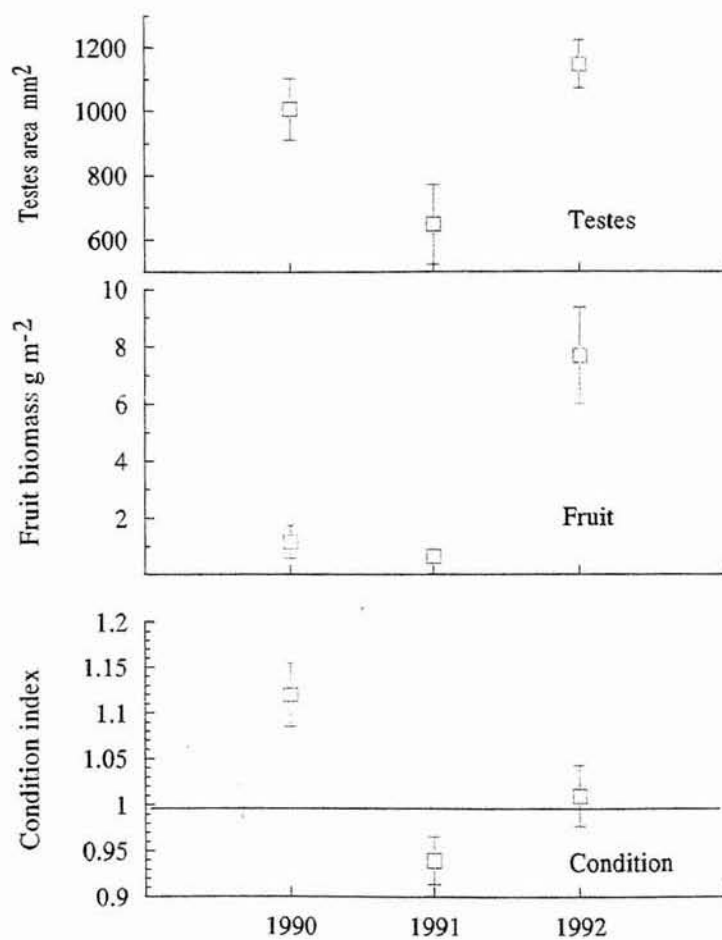 Testes area mm²
1200
1000
800
600
Testes
Fruit biomass g m⁻²
10
8
6
4
2
Fruit
Condition index
1.2
1.15
1.1
1.05
1
0.95
0.9
Condition
1990 1991 1992